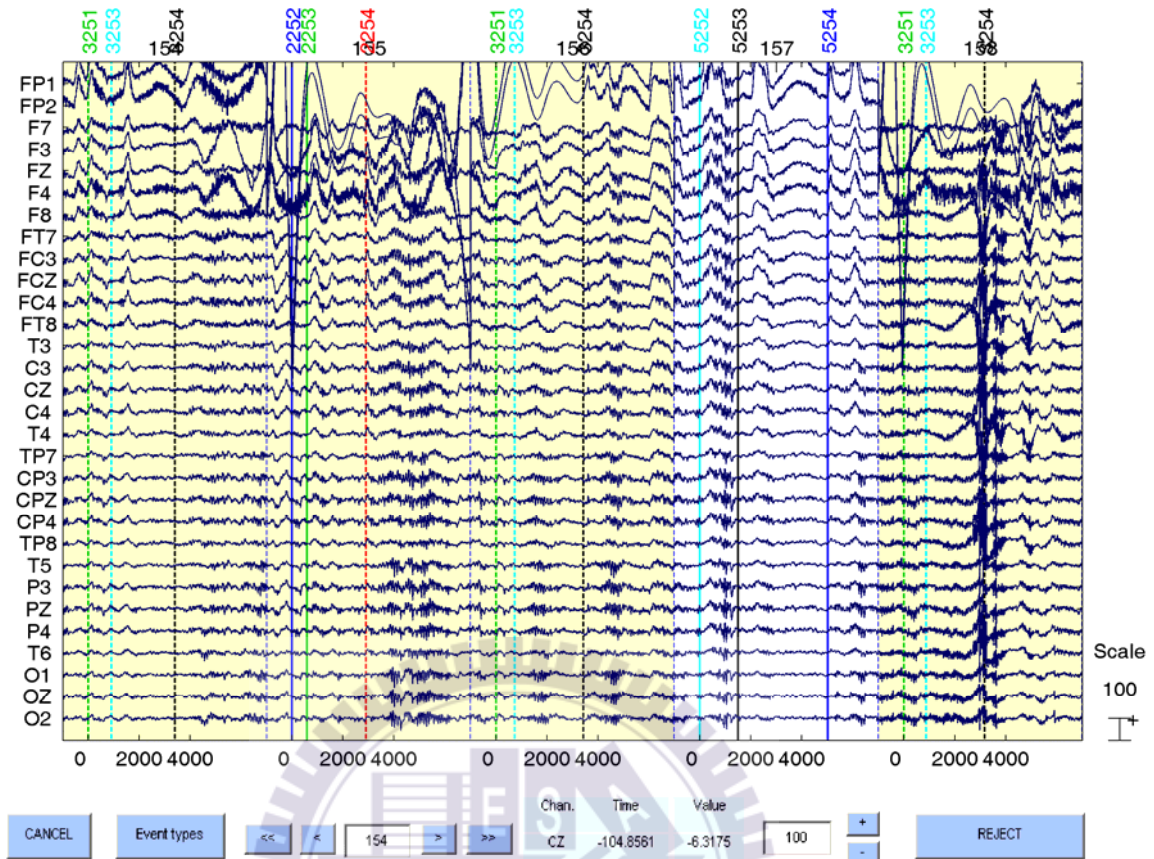 3251 3253 3254 2252 2253 3254 3251 3253 3254 5252 5253 5254 3251 3253 3254
154 155 156 157 158
FP1
FP2
F7
F3
FZ
F4
F8
FT7
FC3
FCZ
FC4
FT8
T3
C3
CZ
C4
T4
TP7
CP3
CPZ
CP4
TP8
T5
P3
PZ
P4
T6
O1
OZ
O2
Scale
100
+
0 2000 4000 0 2000 4000 0 2000 4000 0 2000 4000 0 2000 4000
Chan. Time Value
CANCEL Event types << < 154 > >> CZ -104.8561 -6.3175 100 + - REJECT
E S A